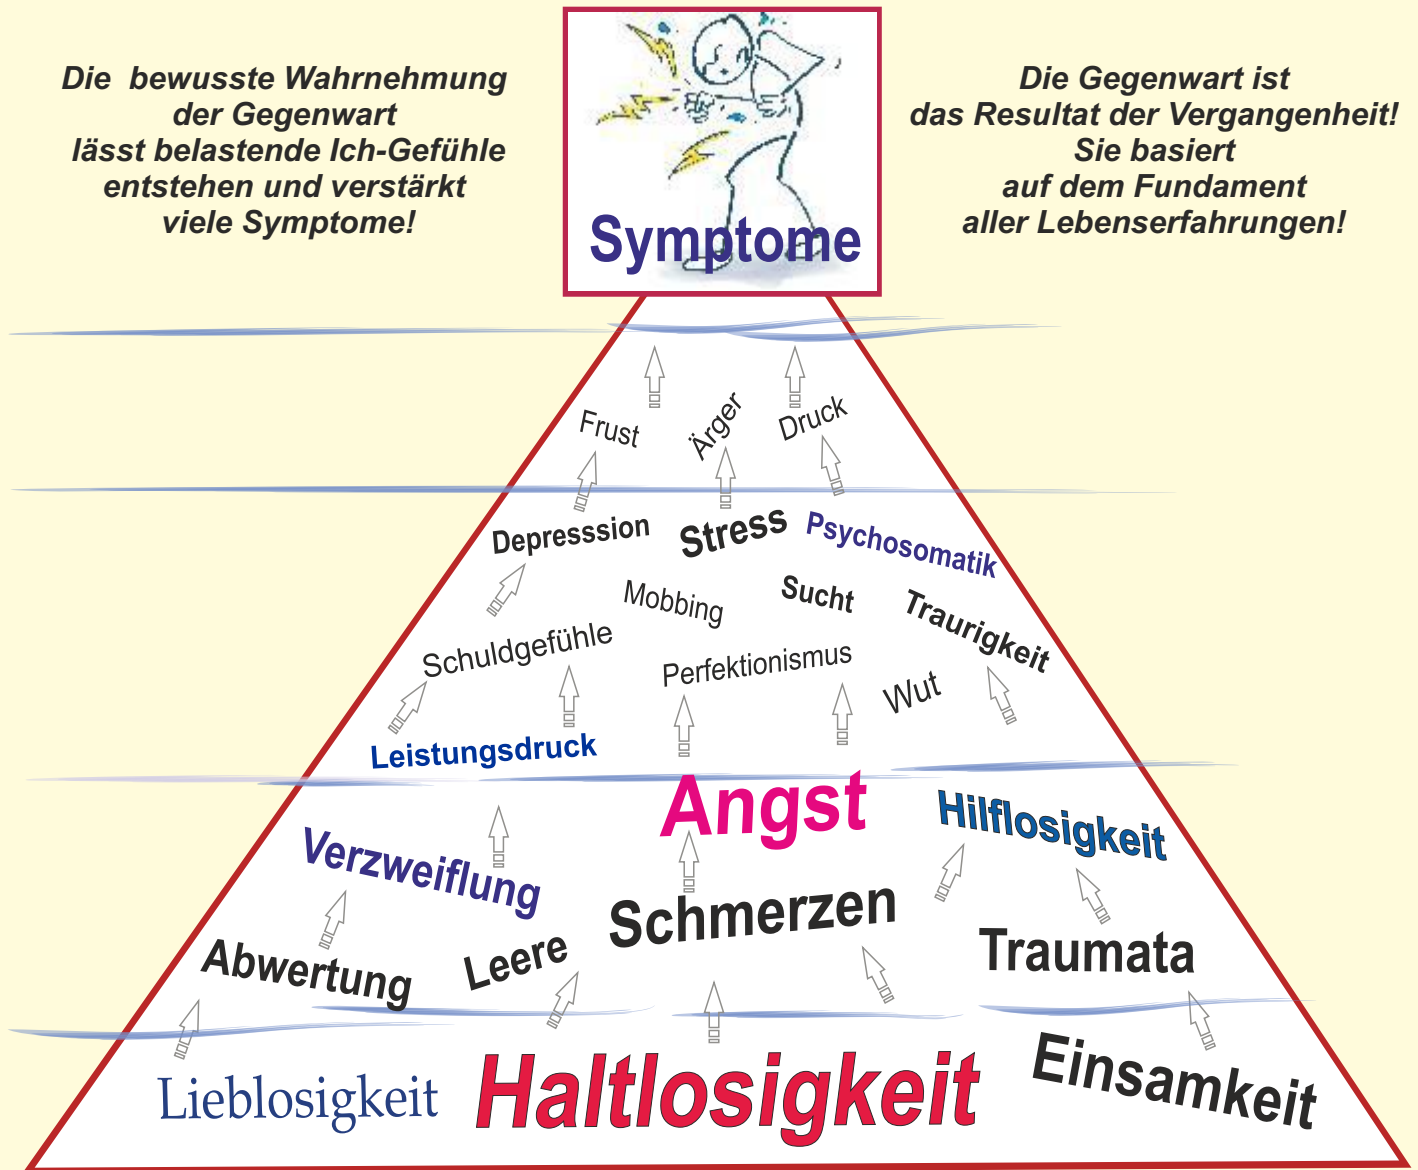 Die bewusste Wahrnehmung
der Gegenwart
lässt belastende Ich-Gefühle
entstehen und verstärkt
viele Symptome!
Die Gegenwart ist
das Resultat der Vergangenheit!
Sie basiert
auf dem Fundament
aller Lebenserfahrungen!
Symptome
Frust
Ärger
Druck
Depresssion
Stress
Psychosomatik
Mobbing
Sucht
Traurigkeit
Schuldgefühle
Perfektionismus
Wut
Leistungsdruck
Angst
Hilflosigkeit
Verzweiflung
Schmerzen
Abwertung
Leere
Traumata
Lieblosigkeit
Haltlosigkeit
Einsamkeit